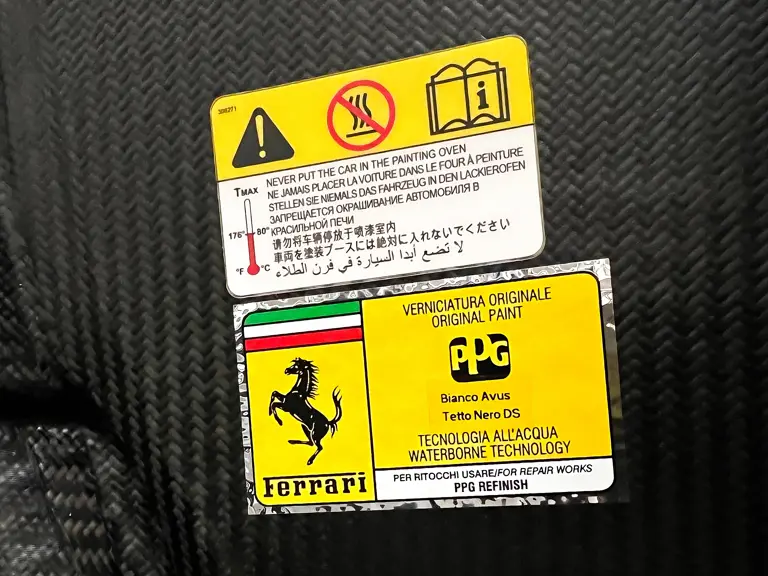 398271
NEVER PUT THE CAR IN THE PAINTING OVEN
NE JAMAIS PLACER LA VOITURE DANS LE FOUR À PEINTURE
STELLEN SIE NIEMALS DAS FAHRZEUG IN DEN LACKIEROFEN
ЗАПРЕЩАЕТСЯ ОКРАШИВАНИЕ АВТОМОБИЛЯ В
КРАСИЛЬНОЙ ПЕЧИ
请勿将车辆停放于喷漆室内
車両を塗装ブースには絶対に入れないでください
لا تضع أبدا السيارة في فرن الطلاء
TMAX
176° 80°
°F °C
VERNICIATURA ORIGINALE
ORIGINAL PAINT
PPG
Bianco Avus
Tetto Nero DS
TECNOLOGIA ALL'ACQUA
WATERBORNE TECHNOLOGY
PER RITOCCHI USARE/FOR REPAIR WORKS
PPG REFINISH
Ferrari